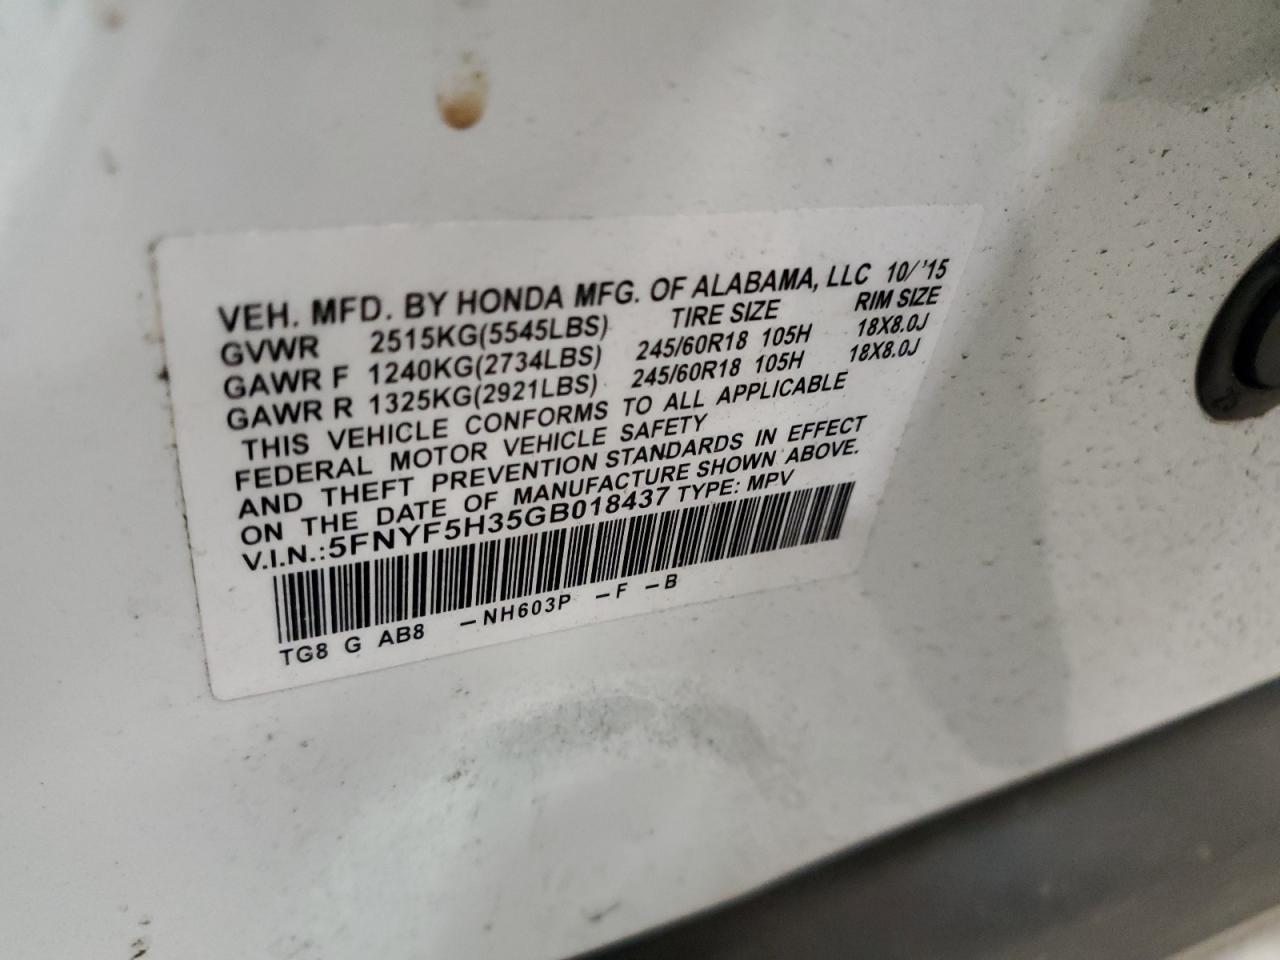 VEH. MFD. BY HONDA MFG. OF ALABAMA, LLC 10/ '15
GVWR 2515KG(5545LBS) TIRE SIZE RIM SIZE
GAWR F 1240KG(2734LBS) 245/60R18 105H 18X8.0J
GAWR R 1325KG(2921LBS) 245/60R18 105H 18X8.0J
THIS VEHICLE CONFORMS TO ALL APPLICABLE
FEDERAL MOTOR VEHICLE SAFETY
AND THEFT PREVENTION STANDARDS IN EFFECT
ON THE DATE OF MANUFACTURE SHOWN ABOVE.
V.I.N.:5FNYF5H35GB018437 TYPE: MPV
TG8 G AB8 -NH603P -F -B